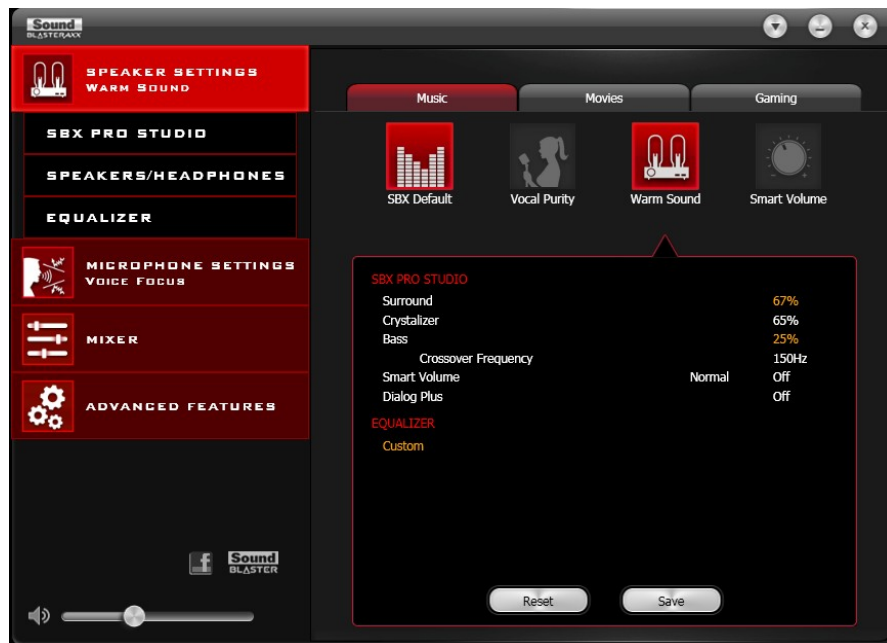 Sound
BLASTERAXX
SPEAKER SETTINGS
WARM SOUND
SBX PRO STUDIO
SPEAKERS/HEADPHONES
EQUALIZER
MICROPHONE SETTINGS
VOICE FOCUS
MIXER
ADVANCED FEATURES
f
Sound
BLASTER
Music Movies Gaming
SBX Default Vocal Purity Warm Sound Smart Volume
SBX PRO STUDIO
Surround 67%
Crystalizer 65%
Bass 25%
Crossover Frequency 150Hz
Smart Volume Normal Off
Dialog Plus Off
EQUALIZER
Custom
Reset Save